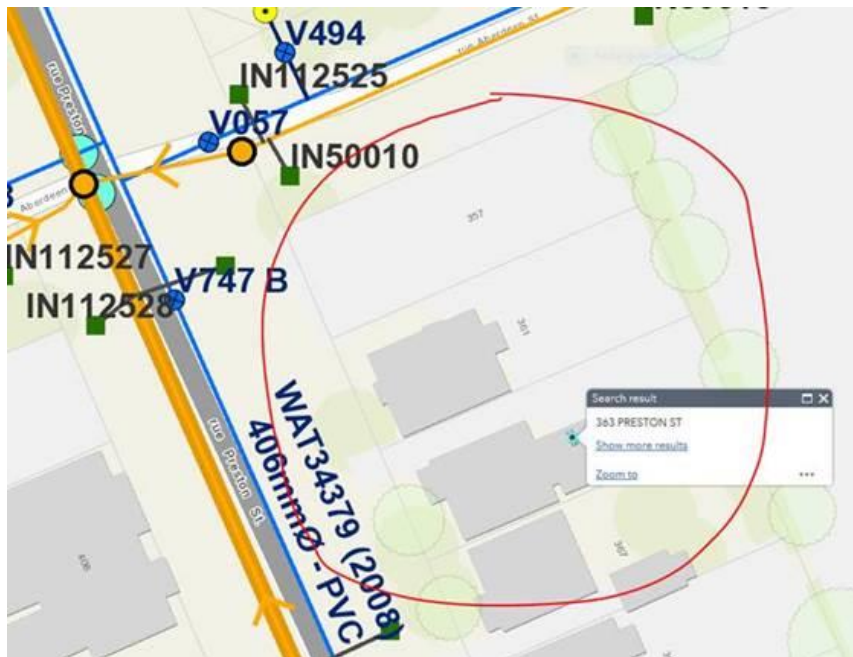 V494
rue Aberdeen St
IN112525
rue Preston
V057
IN50010
Aberdeen
357
IN112527
V747 B
IN112528
361
Search result
363 PRESTON ST
Show more results
Zoom to
WAT34379 (2008)
406mmØ - PVC
rue Preston St
406
367